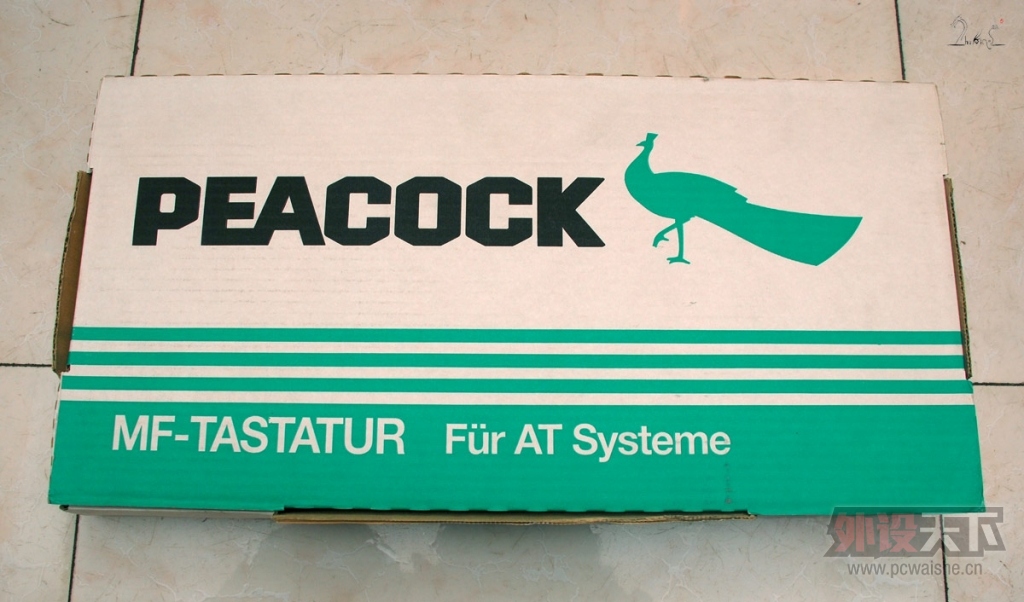 PEACOCK
MF-TASTATUR Für AT Systeme
外设天下
www.pcwaishe.cn